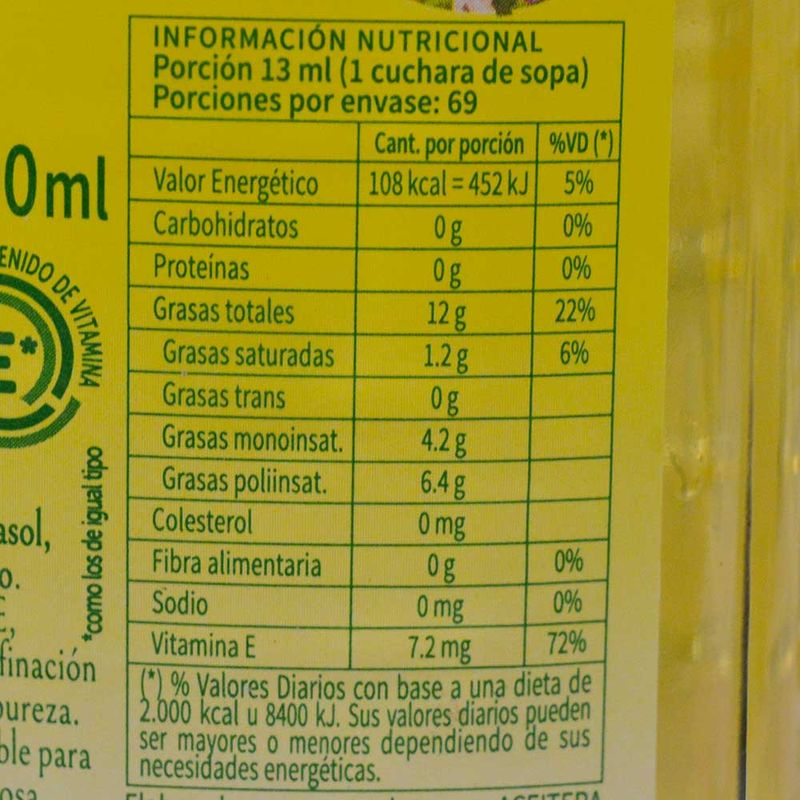 INFORMACIÓN NUTRICIONAL
Porción 13 ml (1 cuchara de sopa)
Porciones por envase: 69
Cant. por porción %VD (*)
Valor Energético 108 kcal = 452 kJ 5%
Carbohidratos 0 g 0%
Proteínas 0 g 0%
Grasas totales 12 g 22%
Grasas saturadas 1.2 g 6%
Grasas trans 0 g
Grasas monoinsat. 4.2 g
Grasas poliinsat. 6.4 g
Colesterol 0 mg
Fibra alimentaria 0 g 0%
Sodio 0 mg 0%
Vitamina E 7.2 mg 72%
(*) % Valores Diarios con base a una dieta de
2.000 kcal u 8400 kJ. Sus valores diarios pueden
ser mayores o menores dependiendo de sus
necesidades energéticas.
0 ml
DE VITAMINA
E*
*como los de igual tipo
para